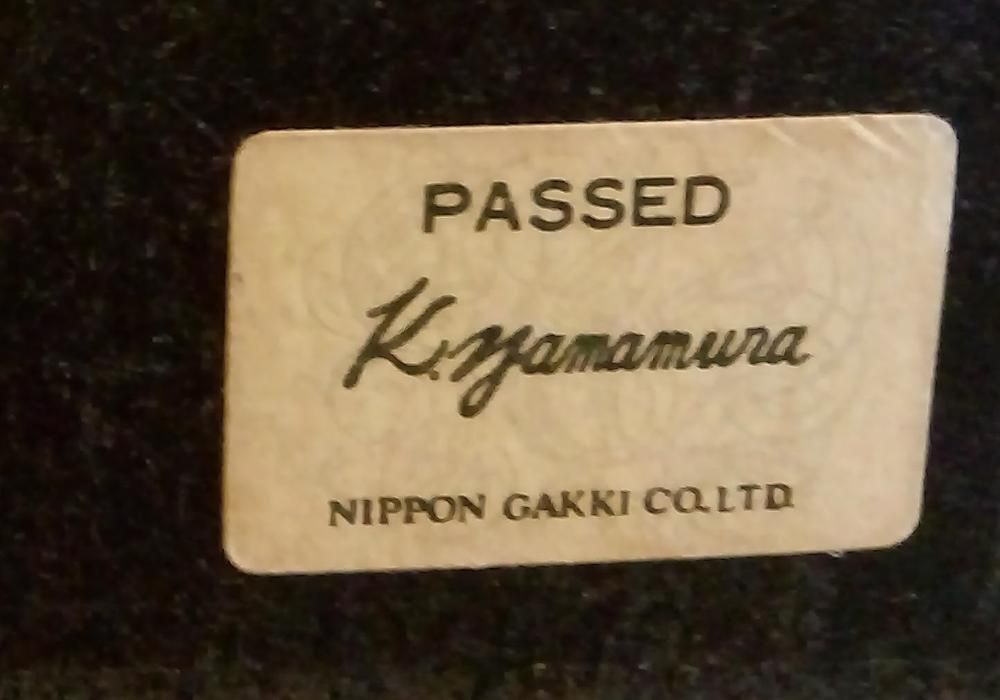 PASSED
K. Yamamura
NIPPON GAKKI CO. LTD.